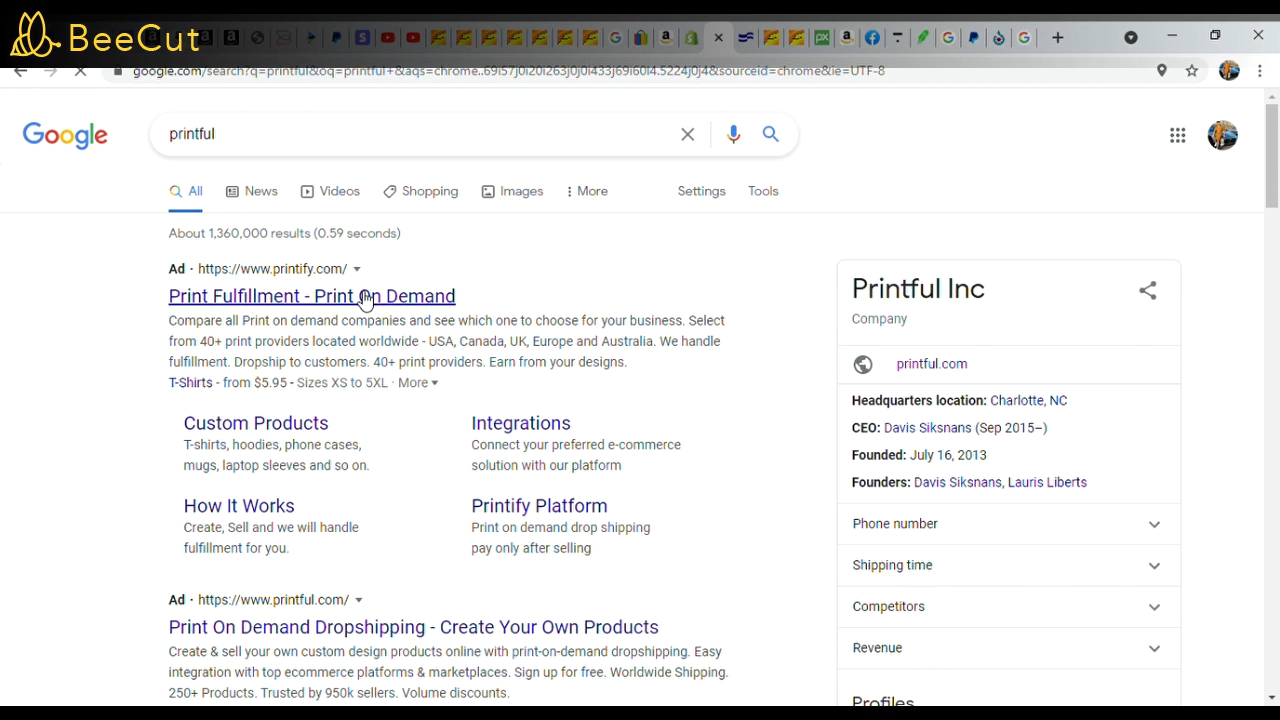 BeeCut
google.com/search?q=printful&oq=printful+&aqs=chrome..69i57j0i20i263j0j0i433j69i60l4.5224j0j4&sourceid=chrome&ie=UTF-8
Google
printful
All News Videos Shopping Images More Settings Tools
About 1,360,000 results (0.59 seconds)
Ad · https://www.printify.com/
Print Fulfillment - Print On Demand
Compare all Print on demand companies and see which one to choose for your business. Select
from 40+ print providers located worldwide - USA, Canada, UK, Europe and Australia. We handle
fulfillment. Dropship to customers. 40+ print providers. Earn from your designs.
T-Shirts - from $5.95 - Sizes XS to 5XL · More
Custom Products
T-shirts, hoodies, phone cases,
mugs, laptop sleeves and so on.
Integrations
Connect your preferred e-commerce
solution with our platform
How It Works
Create, Sell and we will handle
fulfillment for you.
Printify Platform
Print on demand drop shipping
pay only after selling
Ad · https://www.printful.com/
Print On Demand Dropshipping - Create Your Own Products
Create & sell your own custom design products online with print-on-demand dropshipping. Easy
integration with top ecommerce platforms & marketplaces. Sign up for free. Worldwide Shipping.
250+ Products. Trusted by 950k sellers. Volume discounts.
Printful Inc
Company
printful.com
Headquarters location: Charlotte, NC
CEO: Davis Siksnans (Sep 2015–)
Founded: July 16, 2013
Founders: Davis Siksnans, Lauris Liberts
Phone number
Shipping time
Competitors
Revenue
Profiles